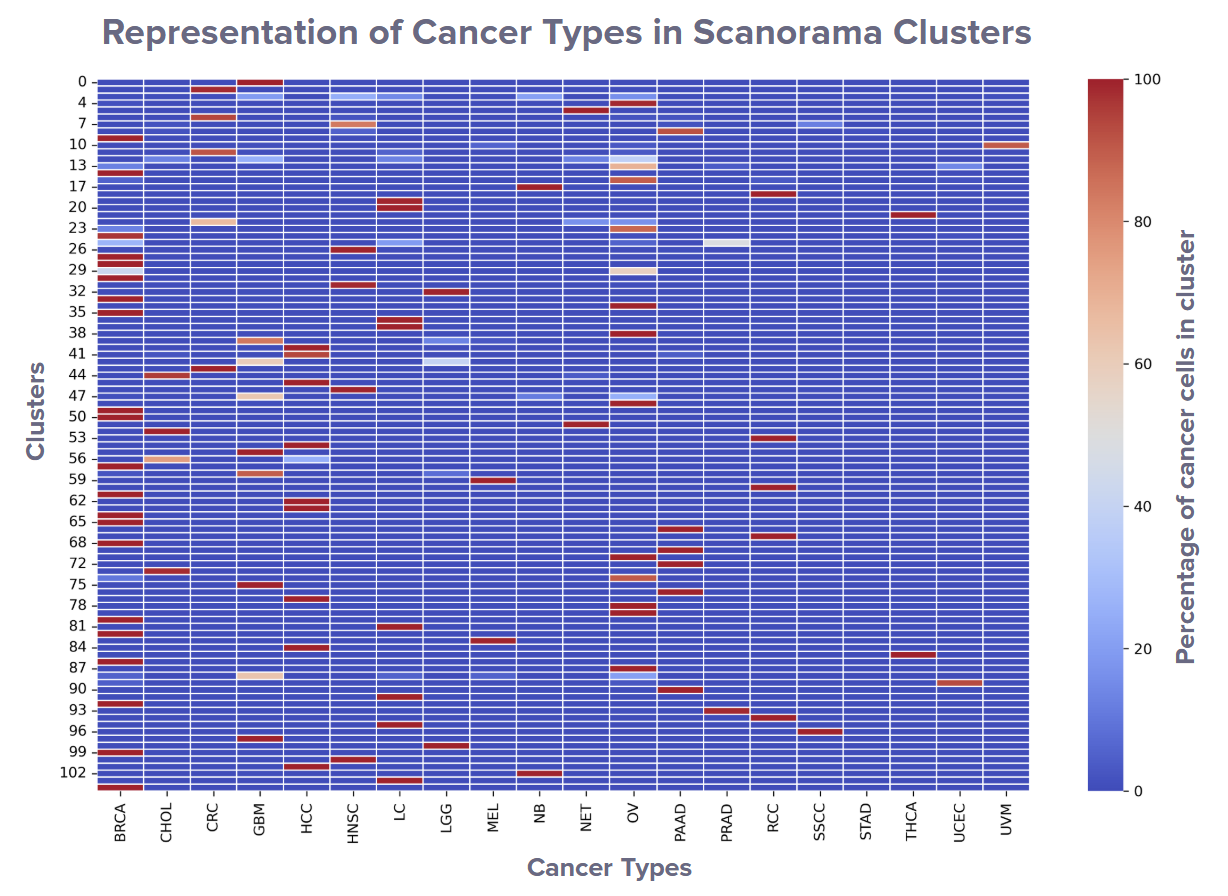 Representation of Cancer Types in Scanorama Clusters
0
4
7
10
13
17
20
23
26
29
32
35
38
41
44
47
50
53
56
59
62
65
68
72
75
78
81
84
87
90
93
96
99
102
Clusters
BRCA
CHOL
CRC
GBM
HCC
HNSC
LC
LGG
MEL
NB
NET
OV
PAAD
PRAD
RCC
SSCC
STAD
THCA
UCEC
UVM
Cancer Types
100
80
60
40
20
0
Percentage of cancer cells in cluster